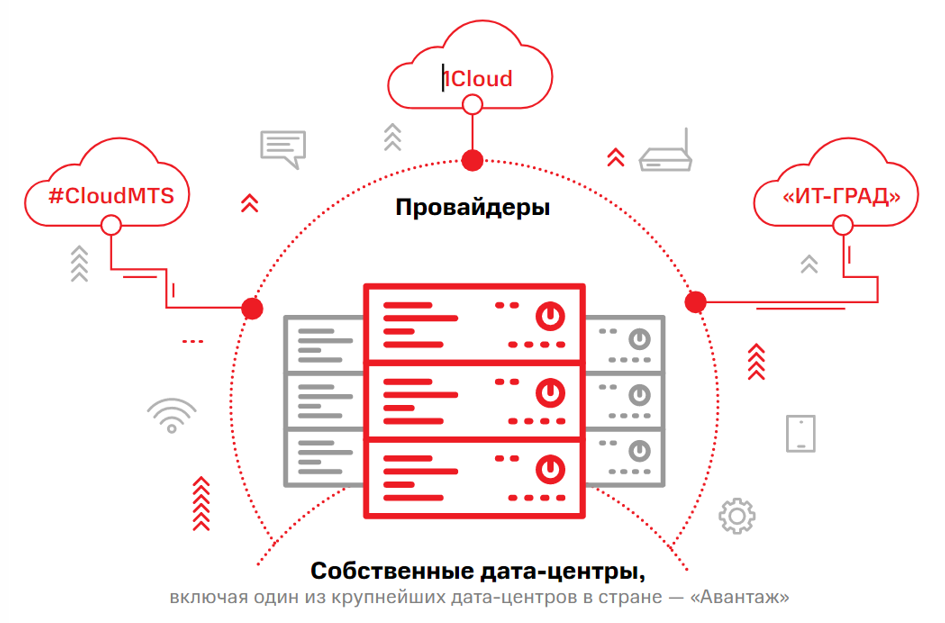 1Cloud
#CloudMTS
«ИТ-ГРАД»
Провайдеры
Собственные дата-центры,
включая один из крупнейших дата-центров в стране — «Авантаж»